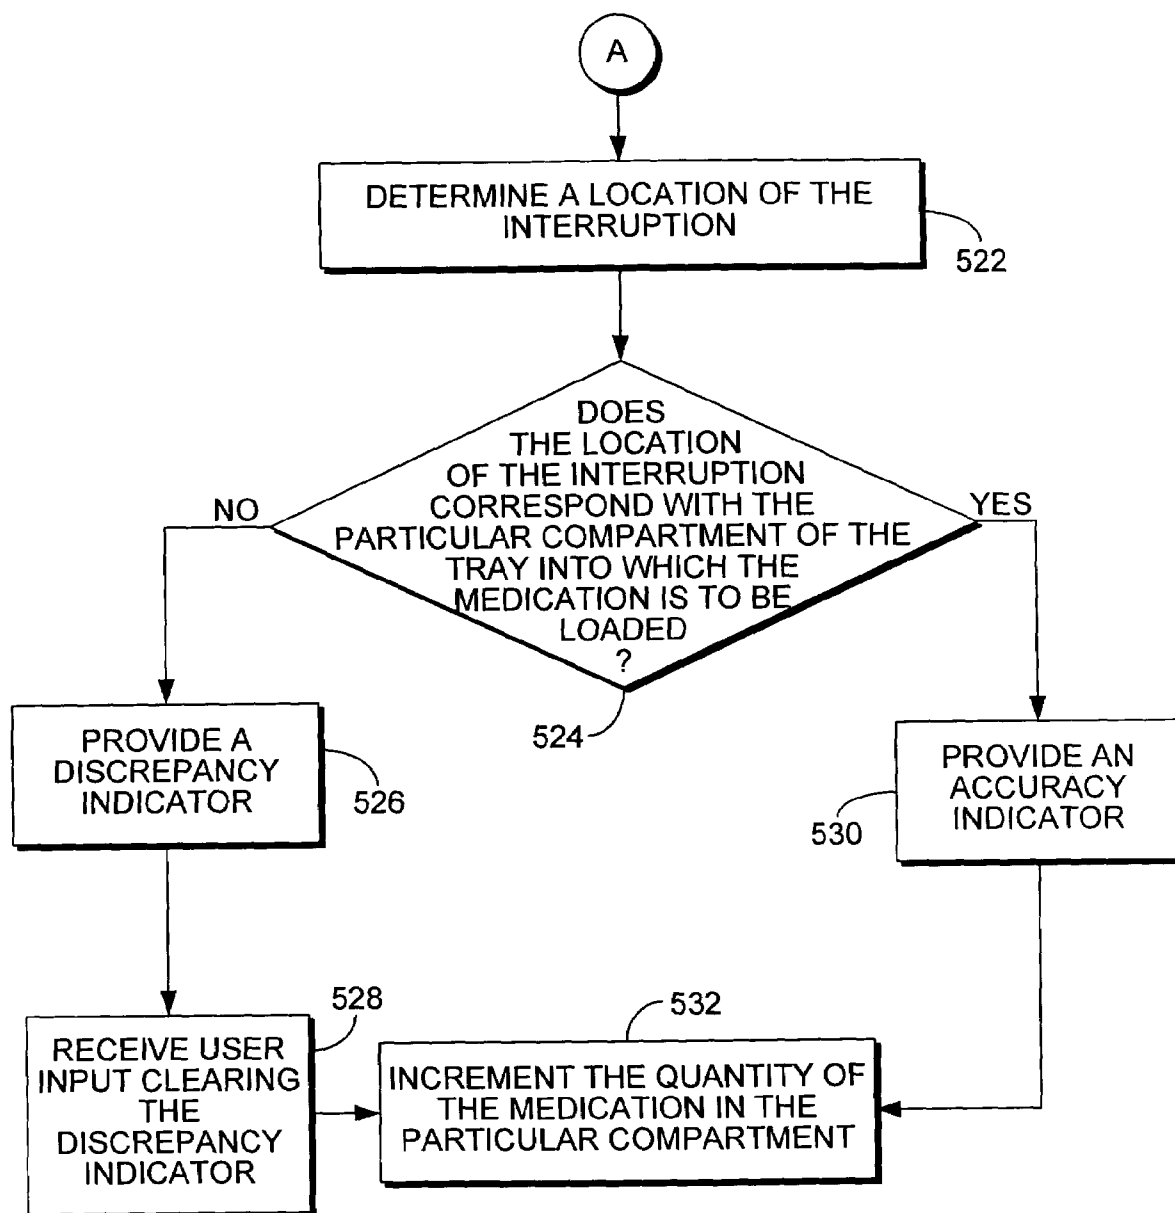 A
DETERMINE A LOCATION OF THE
INTERRUPTION
522
DOES
THE LOCATION
OF THE INTERRUPTION
CORRESPOND WITH THE
PARTICULAR COMPARTMENT OF THE
TRAY INTO WHICH THE
MEDICATION IS TO BE
LOADED
?
NO
YES
524
PROVIDE A
DISCREPANCY
INDICATOR
526
PROVIDE AN
ACCURACY
INDICATOR
530
528
RECEIVE USER
INPUT CLEARING
THE
DISCREPANCY
INDICATOR
532
INCREMENT THE QUANTITY OF
THE MEDICATION IN THE
PARTICULAR COMPARTMENT